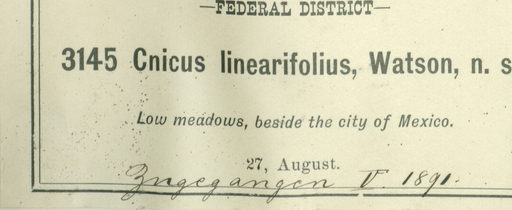 —FEDERAL DISTRICT—
3145 Cnicus linearifolius, Watson, n. s
Low meadows, beside the city of Mexico.
27, August.
Zugegangen V. 1891.